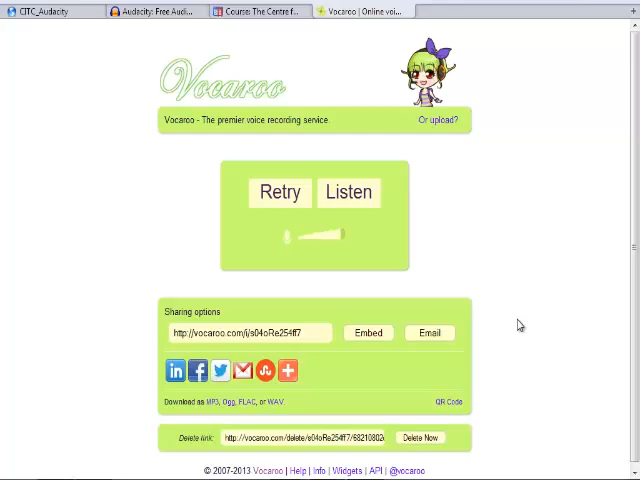 CITC_Audacity
Audacity: Free Audi...
Course: The Centre f...
Vocaroo | Online voi...
Vocaroo
Vocaroo - The premier voice recording service.
Or upload?
Retry
Listen
Sharing options
http://vocaroo.com/i/s04oRe254ff7
Embed
Email
Download as MP3, Ogg, FLAC, or WAV.
QR Code
Delete link:
http://vocaroo.com/delete/s04oRe254ff7/68210802
Delete Now
© 2007-2013 Vocaroo | Help | Info | Widgets | API | @vocaroo